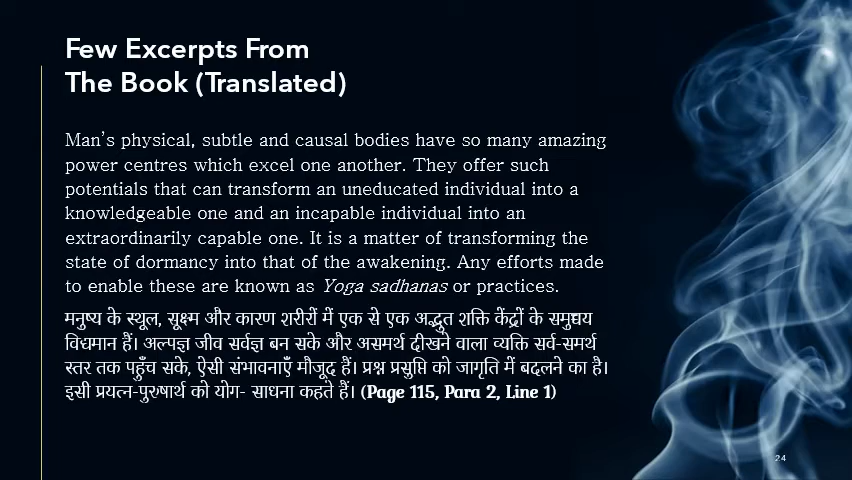 Few Excerpts From
The Book (Translated)
Man's physical, subtle and causal bodies have so many amazing
power centres which excel one another. They offer such
potentials that can transform an uneducated individual into a
knowledgeable one and an incapable individual into an
extraordinarily capable one. It is a matter of transforming the
state of dormancy into that of the awakening. Any efforts made
to enable these are known as Yoga sadhanas or practices.
मनुष्य के स्थूल, सूक्ष्म और कारण शरीरों में एक से एक अद्भुत शक्ति केंद्रों के समुद्यय
विद्यमान हैं। अल्पज्ञ जीव सर्वज्ञ बन सके और असमर्थ दीखने वाला व्यक्ति सर्व-समर्थ
स्तर तक पहुँच सके, ऐसी संभावनाएँ मौजूद हैं। प्रश्न प्रसुप्ति को जागृति में बदलने का है।
इसी प्रयत्न-पुरुषार्थ को योग- साधना कहते हैं। (Page 115, Para 2, Line 1)
24